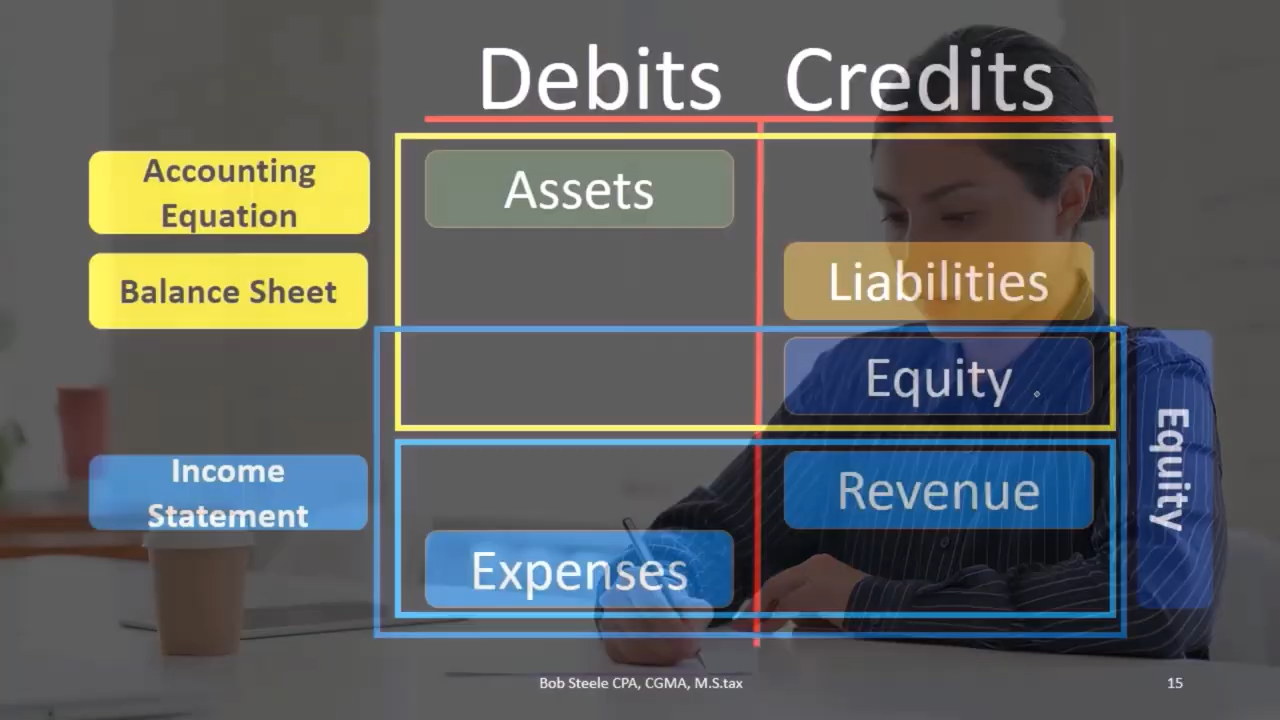 Debits Credits
Accounting
Equation
Assets
Balance Sheet
Liabilities
Equity
Equity
Income
Statement
Revenue
Expenses
Bob Steele CPA, CGMA, M.S.tax
15